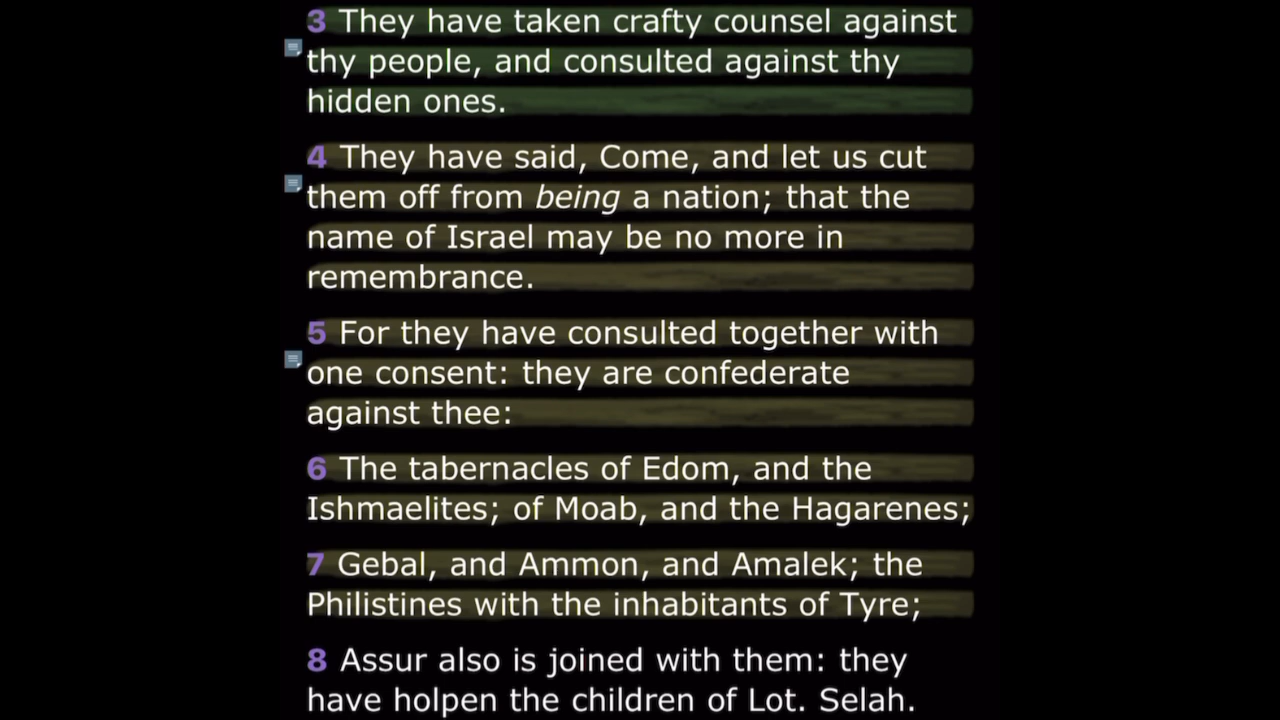 3 They have taken crafty counsel against
thy people, and consulted against thy
hidden ones.
4 They have said, Come, and let us cut
them off from being a nation; that the
name of Israel may be no more in
remembrance.
5 For they have consulted together with
one consent: they are confederate
against thee:
6 The tabernacles of Edom, and the
Ishmaelites; of Moab, and the Hagarenes;
7 Gebal, and Ammon, and Amalek; the
Philistines with the inhabitants of Tyre;
8 Assur also is joined with them: they
have holpen the children of Lot. Selah.